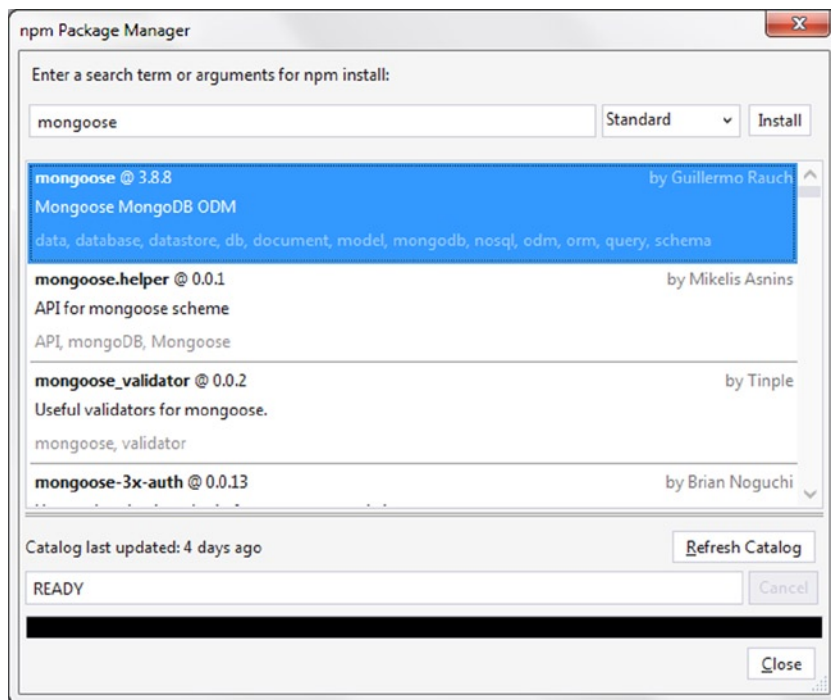 npm Package Manager
Enter a search term or arguments for npm install:
mongoose Standard Install
mongoose @ 3.8.8 by Guillermo Rauch
Mongoose MongoDB ODM
data, database, datastore, db, document, model, mongodb, nosql, odm, orm, query, schema
mongoose.helper @ 0.0.1 by Mikelis Asnins
API for mongoose scheme
API, mongoDB, Mongoose
mongoose_validator @ 0.0.2 by Tinple
Useful validators for mongoose.
mongoose, validator
mongoose-3x-auth @ 0.0.13 by Brian Noguchi
Catalog last updated: 4 days ago Refresh Catalog
READY Cancel
Close